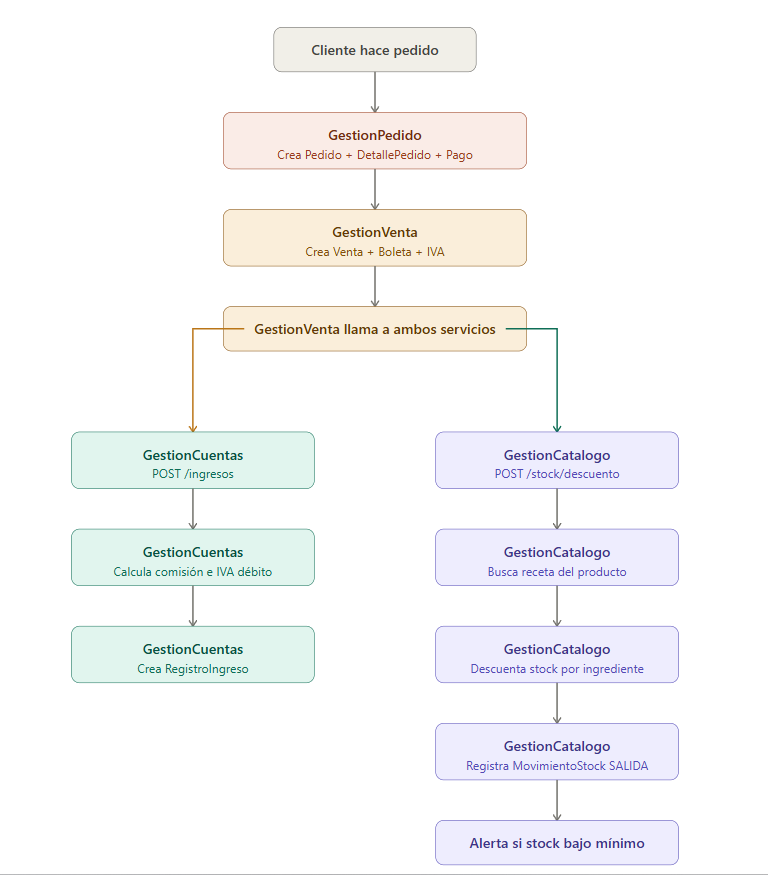 Cliente hace pedido
GestionPedido
Crea Pedido + DetallePedido + Pago
GestionVenta
Crea Venta + Boleta + IVA
GestionVenta llama a ambos servicios
GestionCuentas
POST /ingresos
GestionCuentas
Calcula comisión e IVA débito
GestionCuentas
Crea RegistroIngreso
GestionCatalogo
POST /stock/descuento
GestionCatalogo
Busca receta del producto
GestionCatalogo
Descuenta stock por ingrediente
GestionCatalogo
Registra MovimientoStock SALIDA
Alerta si stock bajo mínimo